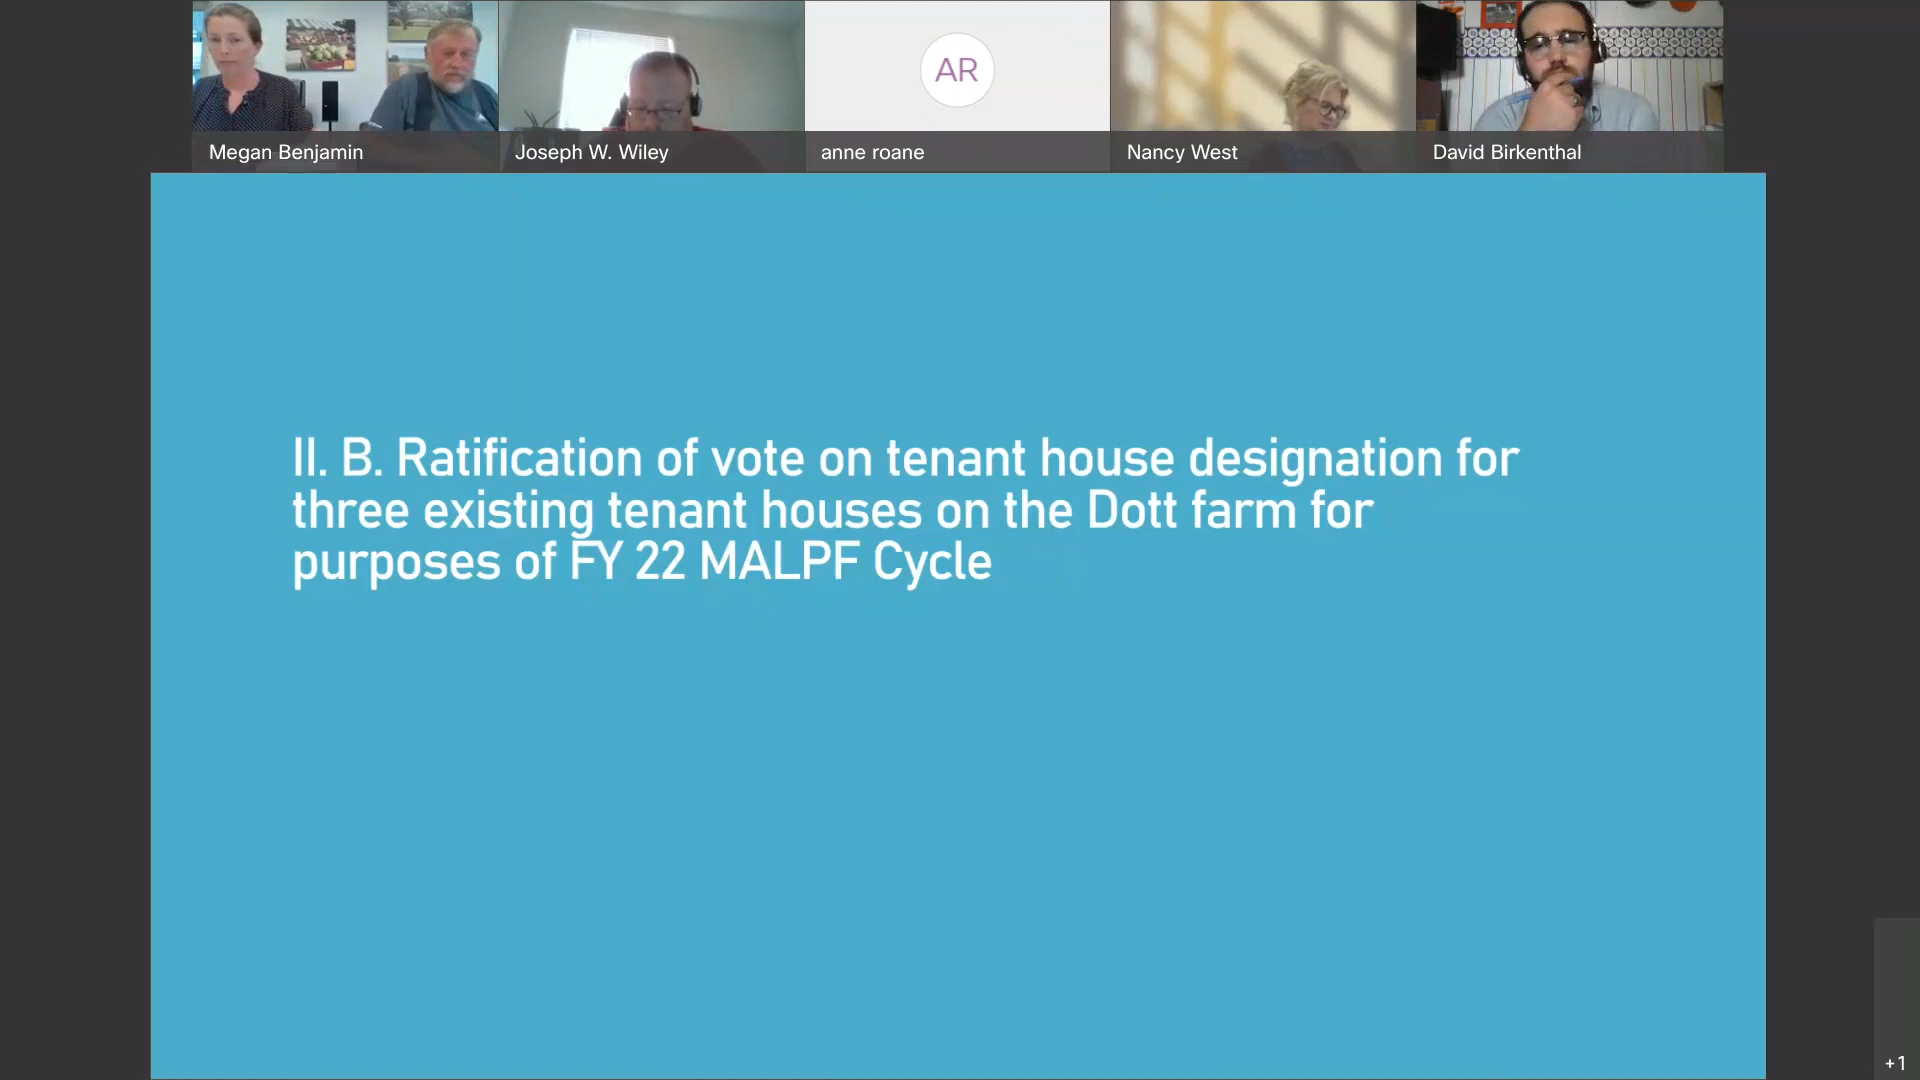 Megan Benjamin
Joseph W. Wiley
AR
anne roane
Nancy West
David Birkenthal
II. B. Ratification of vote on tenant house designation for
three existing tenant houses on the Dott farm for
purposes of FY 22 MALPF Cycle
+1